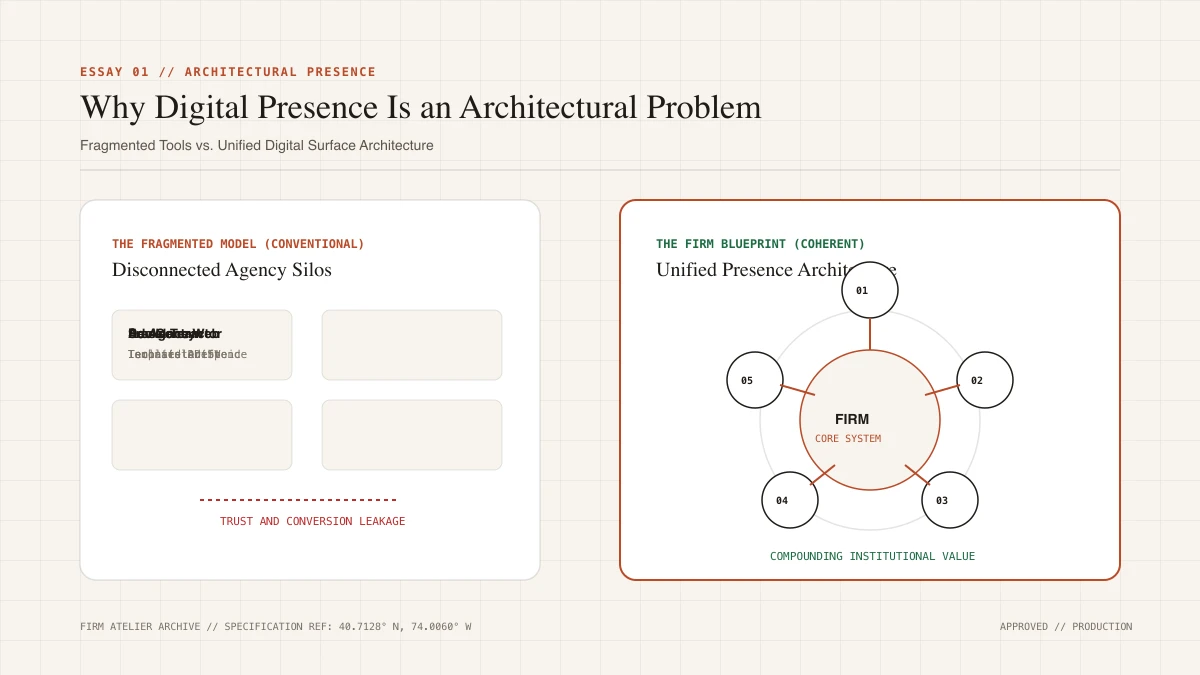 ESSAY 01 // ARCHITECTURAL PRESENCE
Why Digital Presence Is an Architectural Problem
Fragmented Tools vs. Unified Digital Surface Architecture
THE FRAGMENTED MODEL (CONVENTIONAL)
Disconnected Agency Silos
TRUST AND CONVERSION LEAKAGE
THE FIRM BLUEPRINT (COHERENT)
Unified Presence
01
05
02
FIRM
CORE SYSTEM
04
03
COMPOUNDING INSTITUTIONAL VALUE
FIRM ATELIER ARCHIVE // SPECIFICATION REF: 40.7128° N, 74.0060° W
APPROVED // PRODUCTION